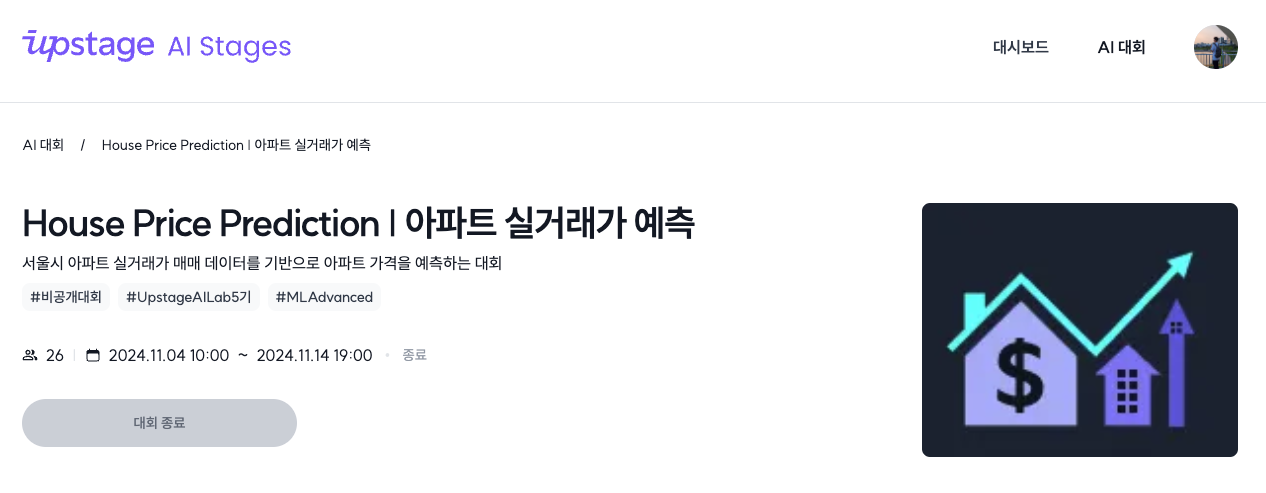 upstage AI Stages
대시보드
AI 대회
AI 대회 / House Price Prediction | 아파트 실거래가 예측
House Price Prediction | 아파트 실거래가 예측
서울시 아파트 실거래가 매매 데이터를 기반으로 아파트 가격을 예측하는 대회
#비공개대회 #UpstageAILab5기 #MLAdvanced
26 | 2024.11.04 10:00 ~ 2024.11.14 19:00 • 종료
대회 종료
$